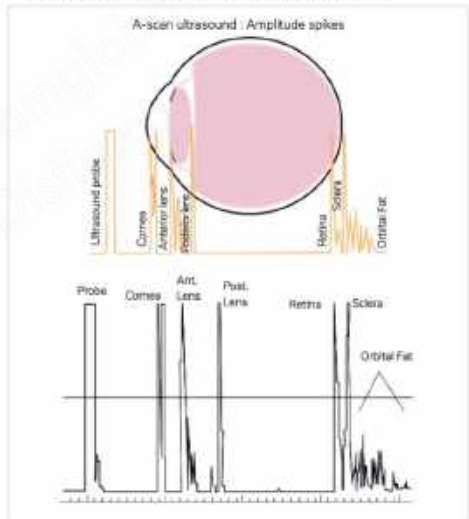 A-scan ultrasound : Amplitude spikes
Ultrasound probe
Cornea
Anterior lens
Posterior lens
Retina
Sclera
Orbital Fat
Probe
Cornea
Ant.
Lens
Post.
Lens
Retina
Sclera
Orbital Fat